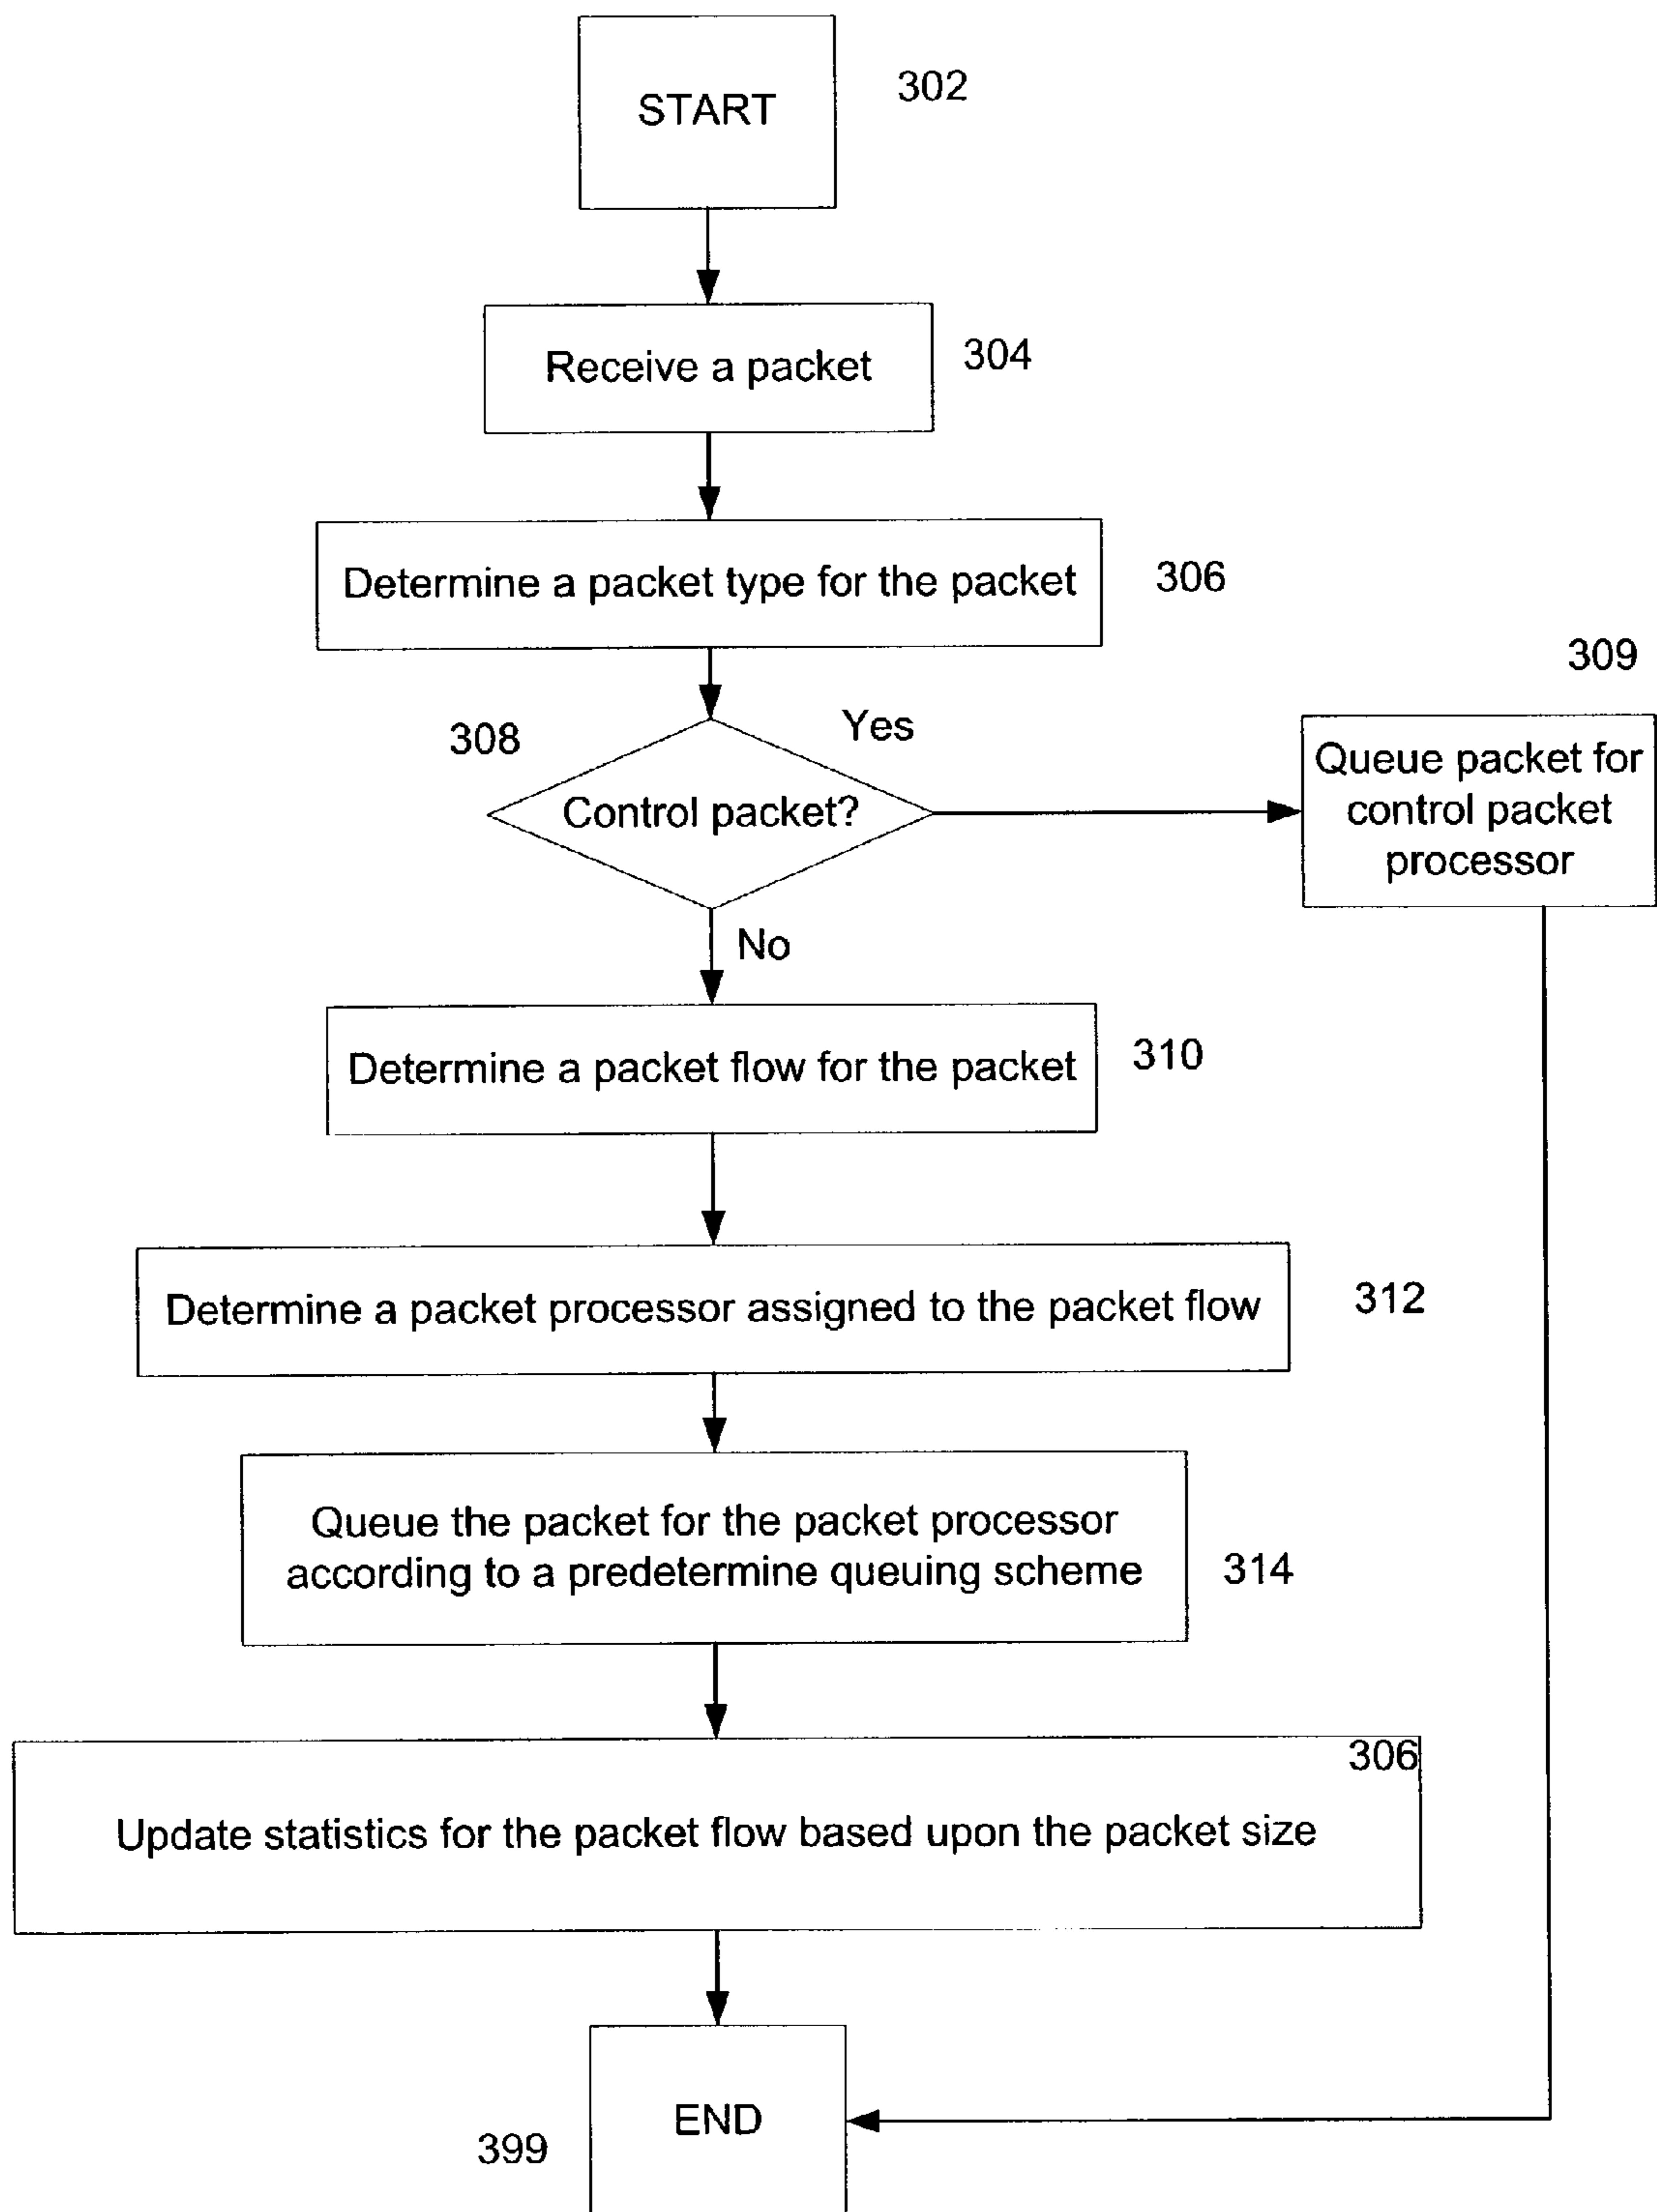 START
302
Receive a packet
304
Determine a packet type for the packet
306
309
308
Yes
Control packet?
Queue packet for
control packet
processor
No
Determine a packet flow for the packet
310
Determine a packet processor assigned to the packet flow
312
Queue the packet for the packet processor
according to a predetermine queuing scheme
314
306
Update statistics for the packet flow based upon the packet size
END
399